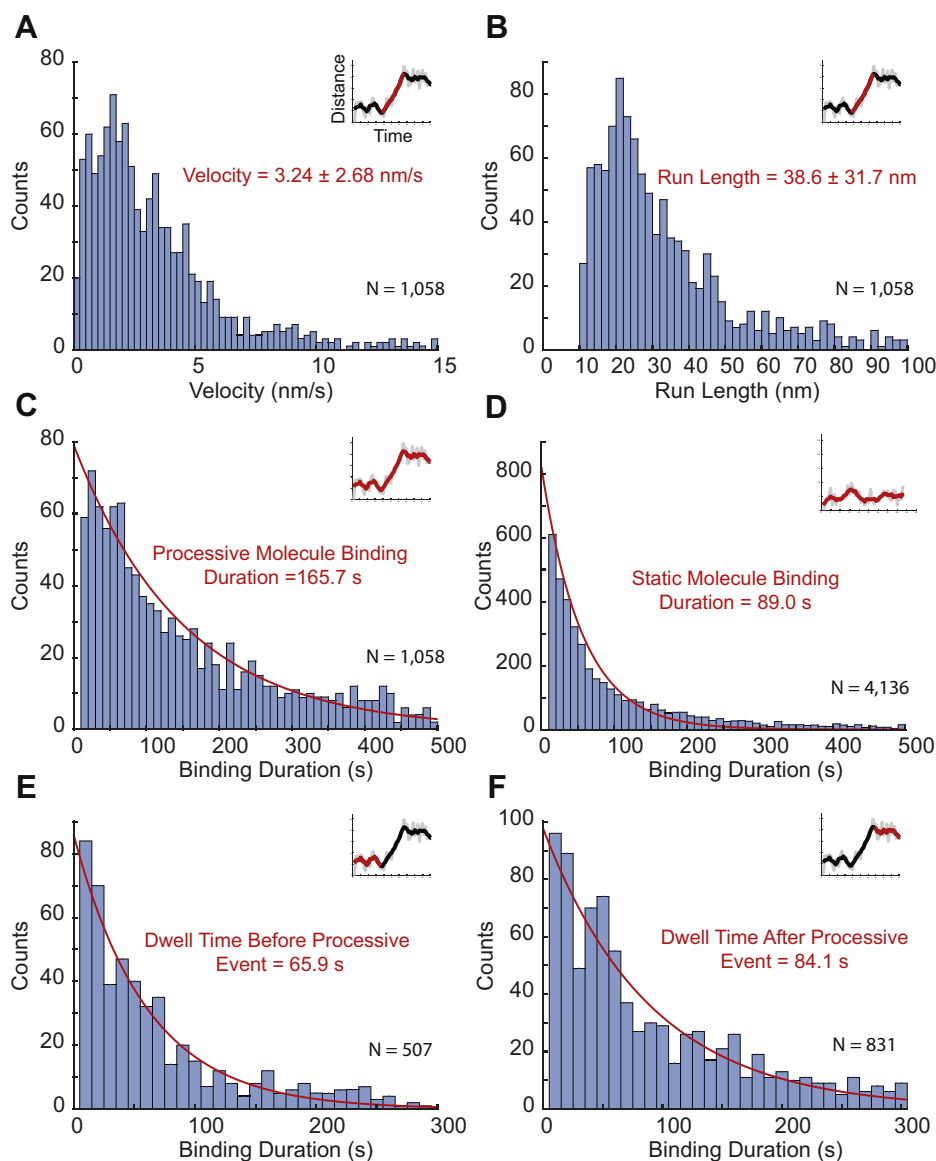 A
80
60
40
20
0
Counts
Distance
Time
Velocity = 3.24 ± 2.68 nm/s
N = 1,058
0 5 10 15
Velocity (nm/s)
B
100
80
60
40
20
0
Counts
Run Length = 38.6 ± 31.7 nm
N = 1,058
0 10 20 30 40 50 60 70 80 90 100
Run Length (nm)
C
80
60
40
20
0
Counts
Processive Molecule Binding
Duration =165.7 s
N = 1,058
0 100 200 300 400 500
Binding Duration (s)
D
800
600
400
200
0
Counts
Static Molecule Binding
Duration = 89.0 s
N = 4,136
0 100 200 300 400 500
Binding Duration (s)
E
80
60
40
20
0
Counts
Dwell Time Before Processive
Event = 65.9 s
N = 507
0 100 200 300
Binding Duration (s)
F
100
80
60
40
20
0
Counts
Dwell Time After Processive
Event = 84.1 s
N = 831
0 100 200 300
Binding Duration (s)